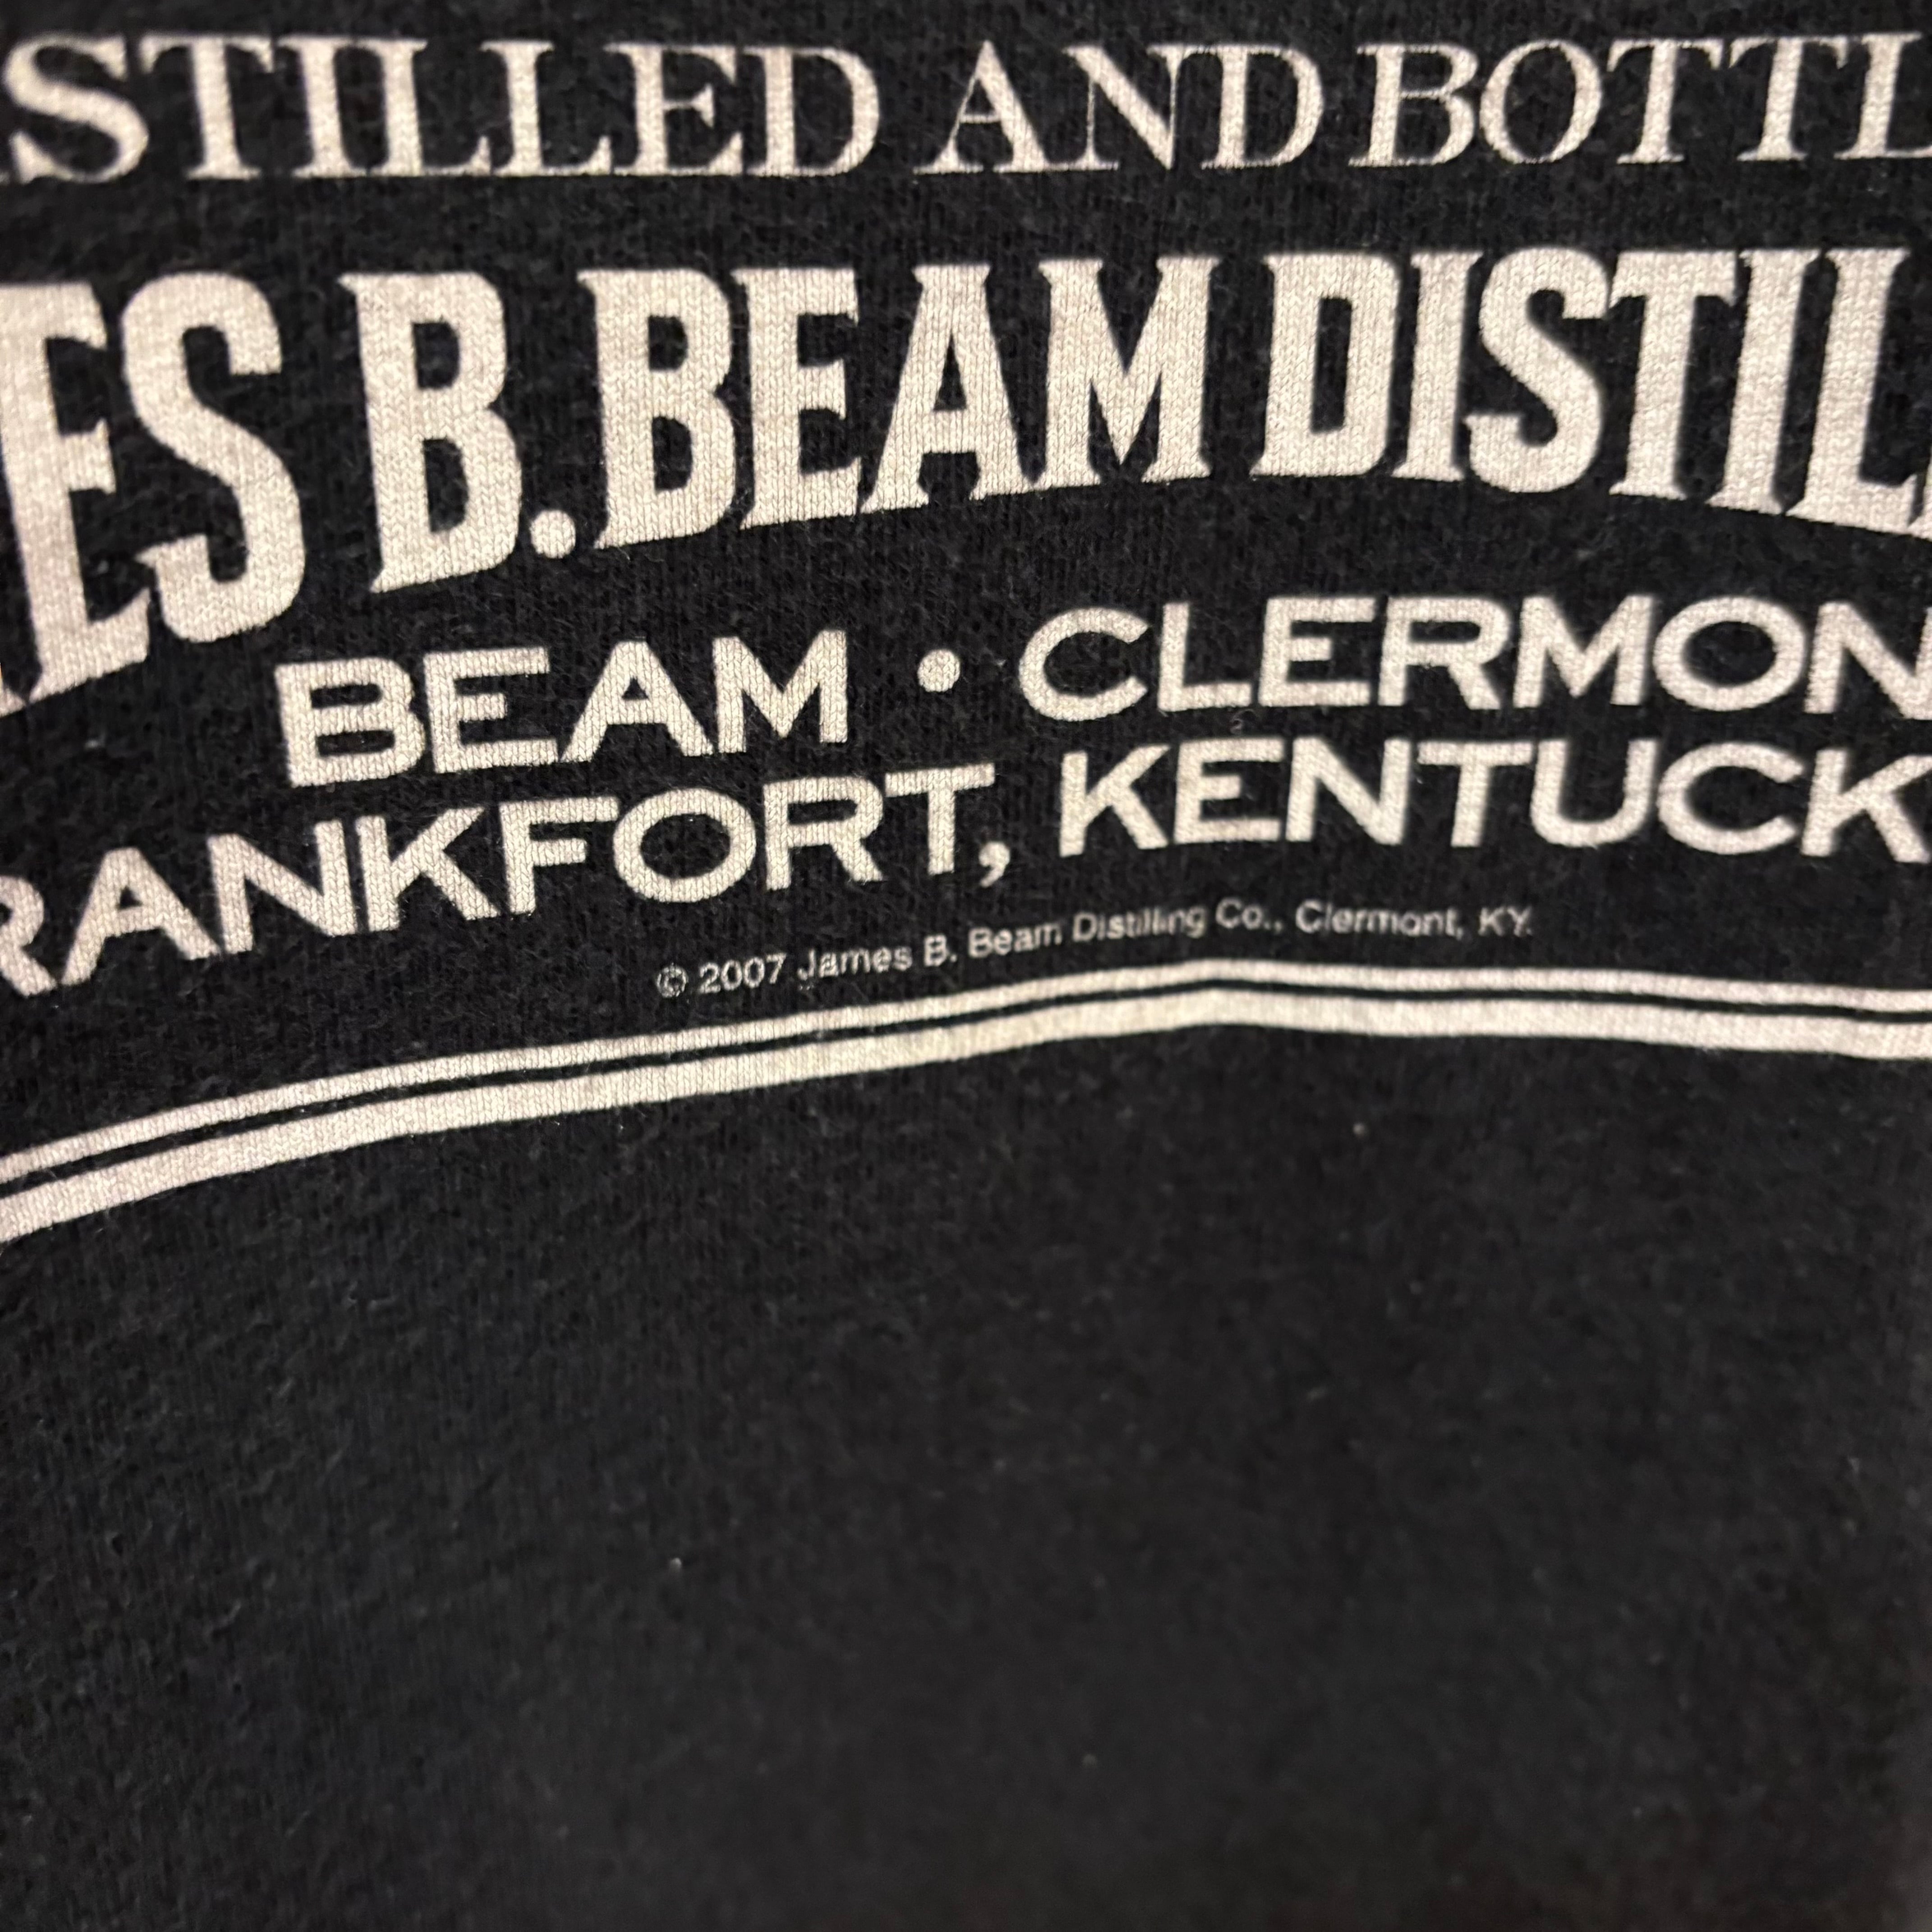 STILLED AND BOTTL
ES B. BEAM DISTIL
BEAM • CLERMON
RANKFORT, KENTUCK
© 2007 James B. Beam Distilling Co., Clermont, KY.